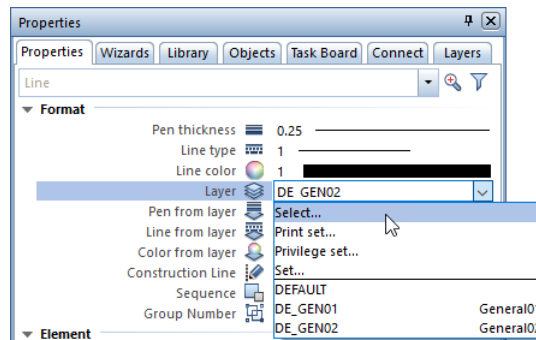 Properties
Properties Wizards Library Objects Task Board Connect Layers
Line
Format
Pen thickness 0.25
Line type 1
Line color 1
Layer DE_GEN02
Pen from layer Select...
Line from layer Print set...
Color from layer Privilege set...
Construction Line Set...
Sequence DEFAULT
Group Number DE_GEN01 General01
DE_GEN02 General02
Element